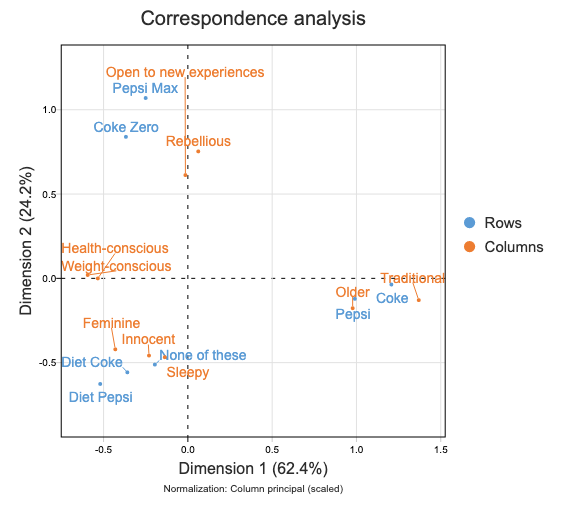 Correspondence analysis
Open to new experiences
Pepsi Max
Coke Zero
Rebellious
Health-conscious
Weight-conscious
Traditional
Older
Coke
Pepsi
Feminine
Innocent
None of these
Diet Coke
Sleepy
Diet Pepsi
1.0
0.5
0.0
-0.5
-0.5
0.0
0.5
1.0
1.5
Dimension 2 (24.2%)
Dimension 1 (62.4%)
Normalization: Column principal (scaled)
Rows
Columns